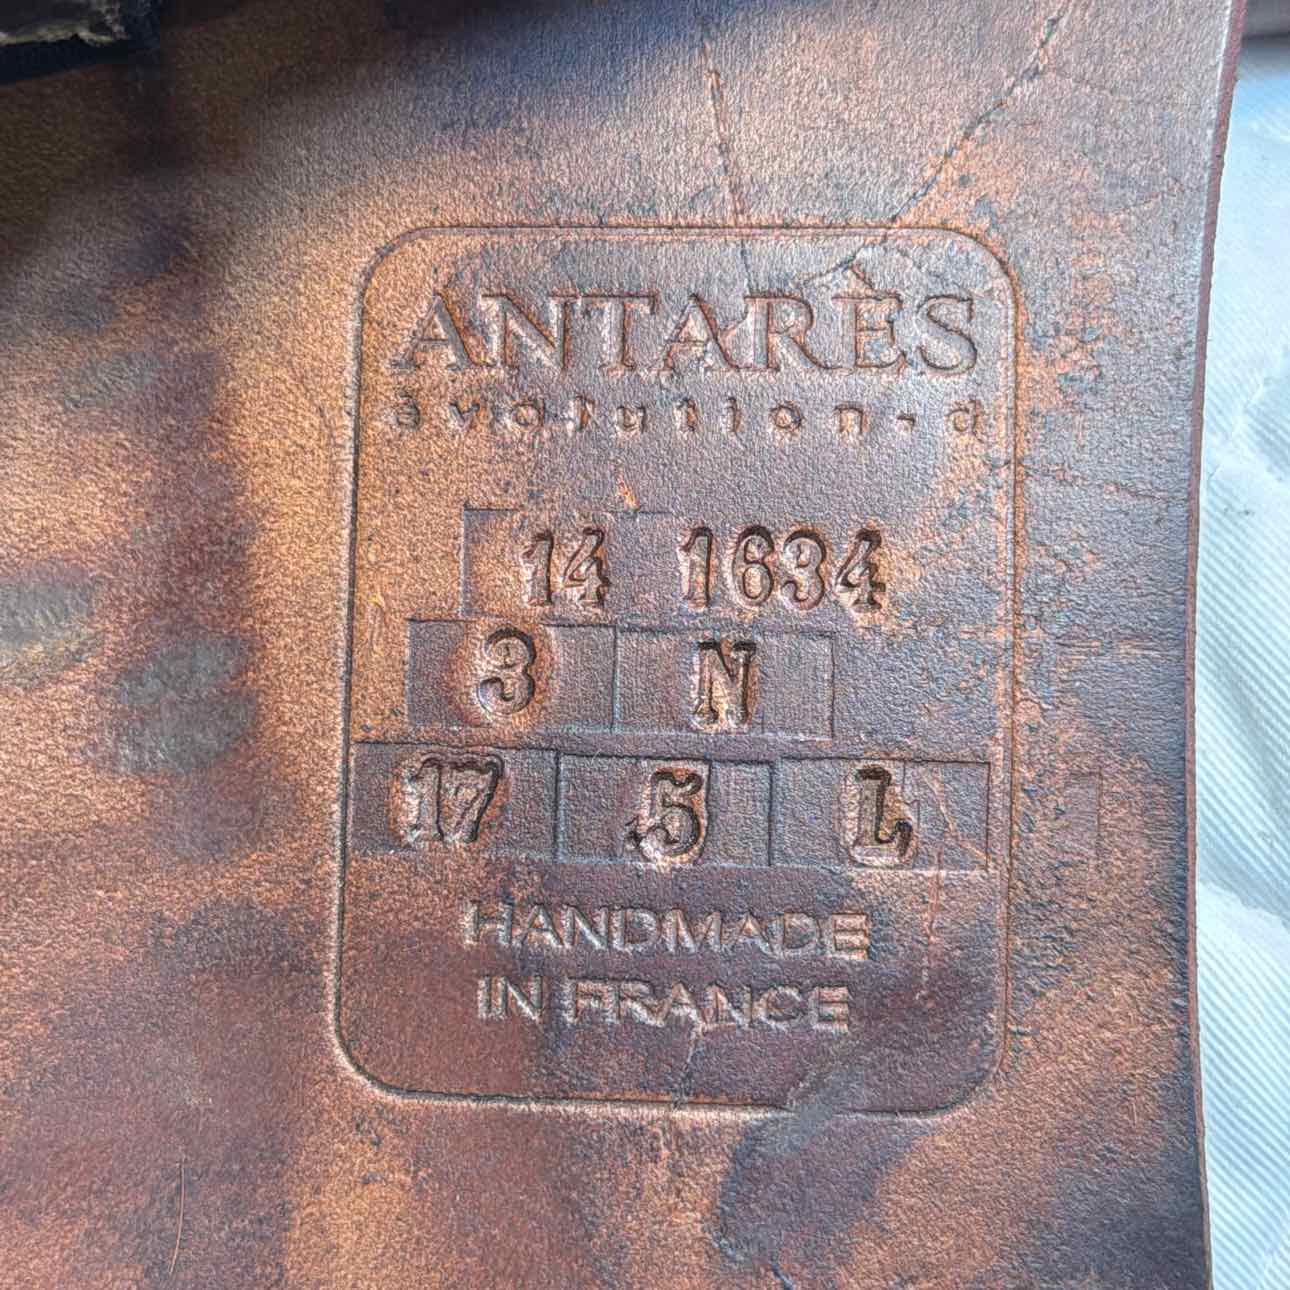 ANTARÈS
évolution-d
14 1634
3 N
17 5 L
HANDMADE
IN FRANCE